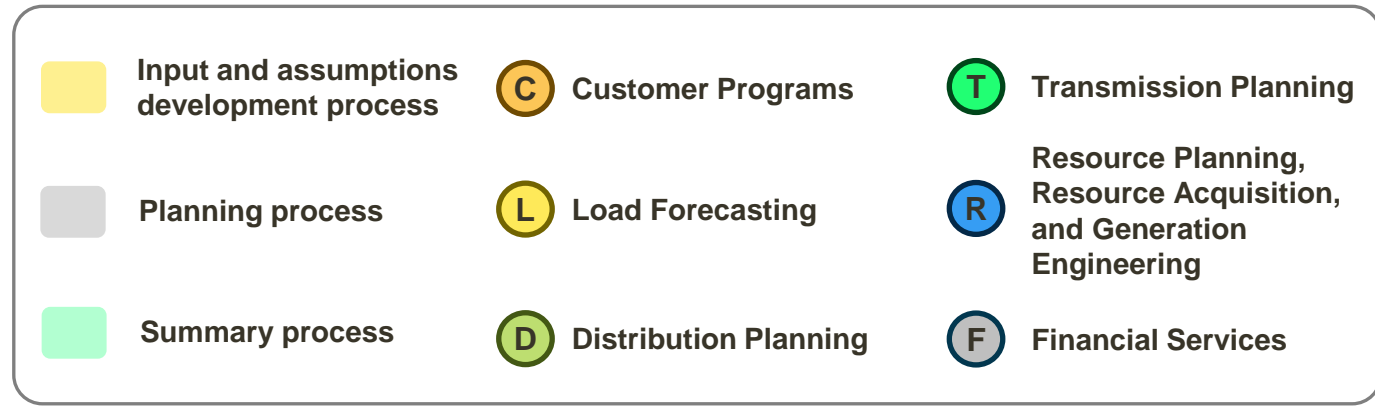 Input and assumptions
development process
C
Customer Programs
T
Transmission Planning
Planning process
L
Load Forecasting
R
Resource Planning,
Resource Acquisition,
and Generation
Engineering
Summary process
D
Distribution Planning
F
Financial Services